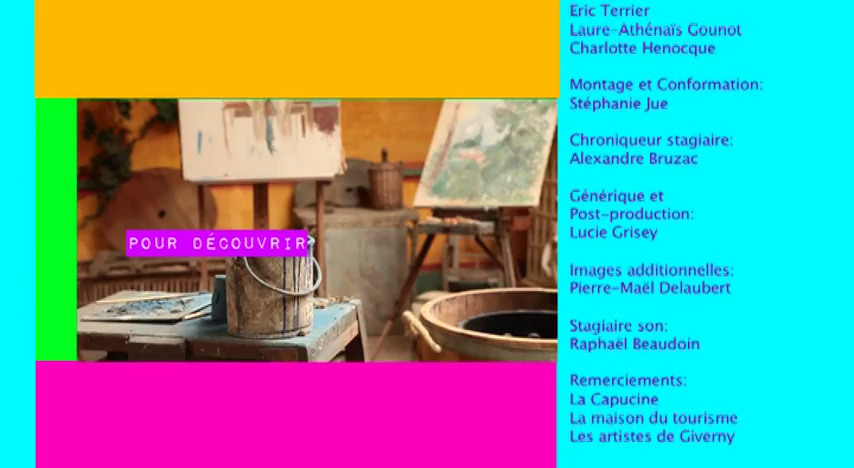 POUR DÉCOUVRIR
Eric Terrier
Laure-Athénaïs Gounot
Charlotte Henocque
Montage et Conformation:
Stéphanie Jue
Chroniqueur stagiaire:
Alexandre Bruzac
Générique et
Post-production:
Lucie Grisey
Images additionnelles:
Pierre-Maël Delaubert
Stagiaire son:
Raphaël Beaudoin
Remerciements:
La Capucine
La maison du tourisme
Les artistes de Giverny